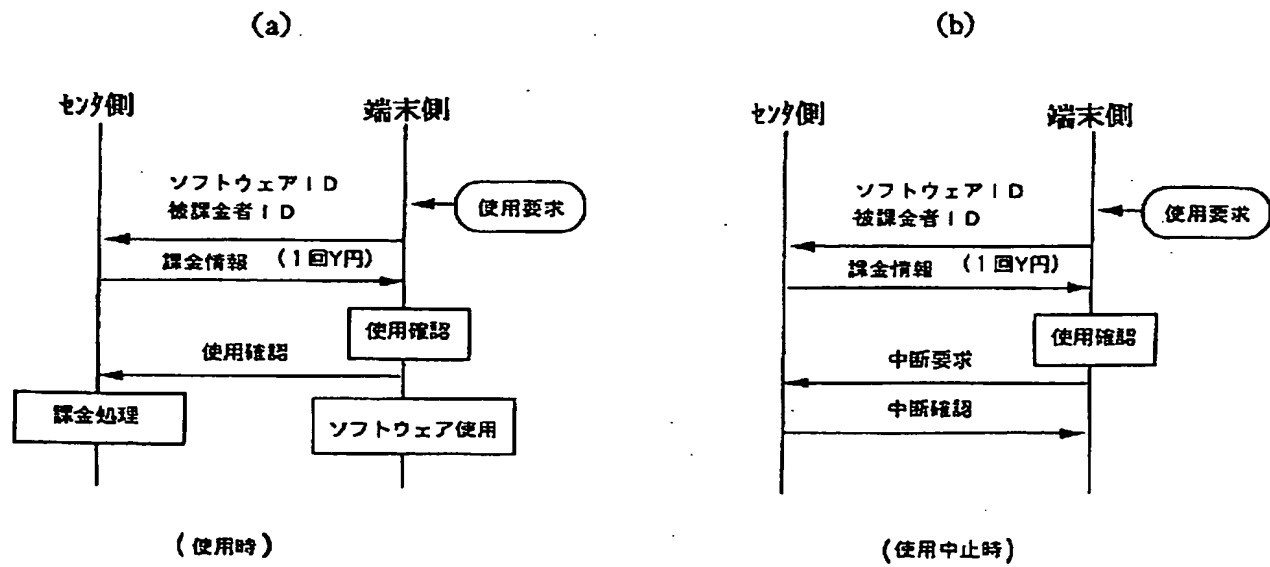 (a)
センタ側
端末側
ソフトウェアID
被課金者ID
使用要求
課金情報 (1回Y円)
使用確認
使用確認
課金処理
ソフトウェア使用
(使用時)
(b)
センタ側
端末側
ソフトウェアID
被課金者ID
使用要求
課金情報 (1回Y円)
使用確認
中断要求
中断確認
(使用中止時)